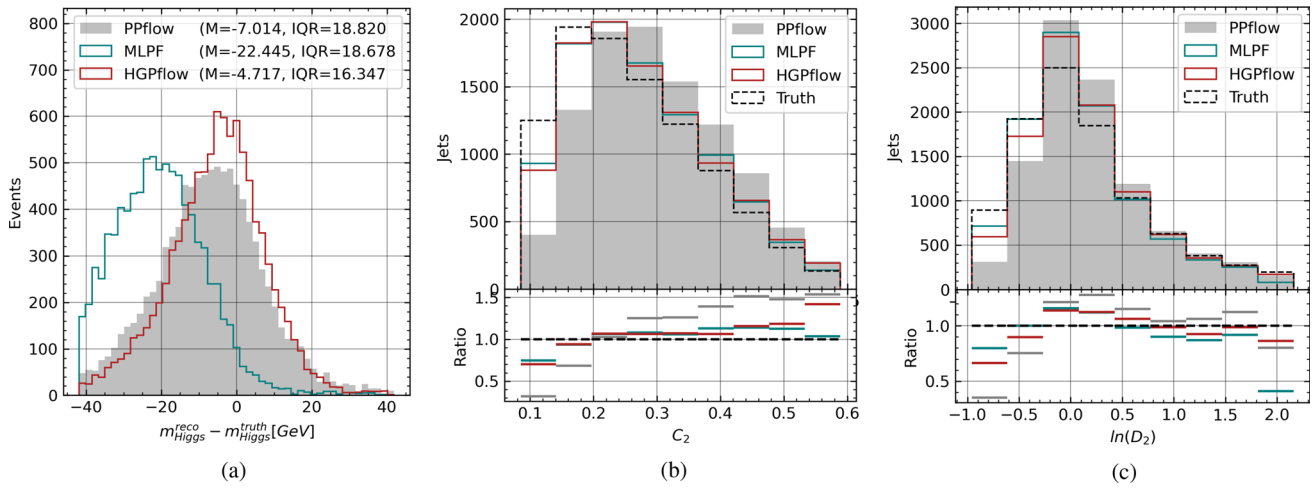 PPflow (M=-7.014, IQR=18.820
MLPF (M=-22.445, IQR=18.678
HGPflow (M=-4.717, IQR=16.347
800
700
600
500
400
300
200
100
0
Events
−40 −20 0 20 40
m_Higgs^reco − m_Higgs^truth [GeV]
(a)
PPflow
MLPF
HGPflow
Truth
2000
1500
1000
500
0
Jets
1.5
1.0
0.5
Ratio
0.1 0.2 0.3 0.4 0.5 0.6
C_2
(b)
PPflow
MLPF
HGPflow
Truth
3000
2500
2000
1500
1000
500
0
Jets
1.0
0.5
Ratio
−1.0 −0.5 0.0 0.5 1.0 1.5 2.0
ln(D_2)
(c)